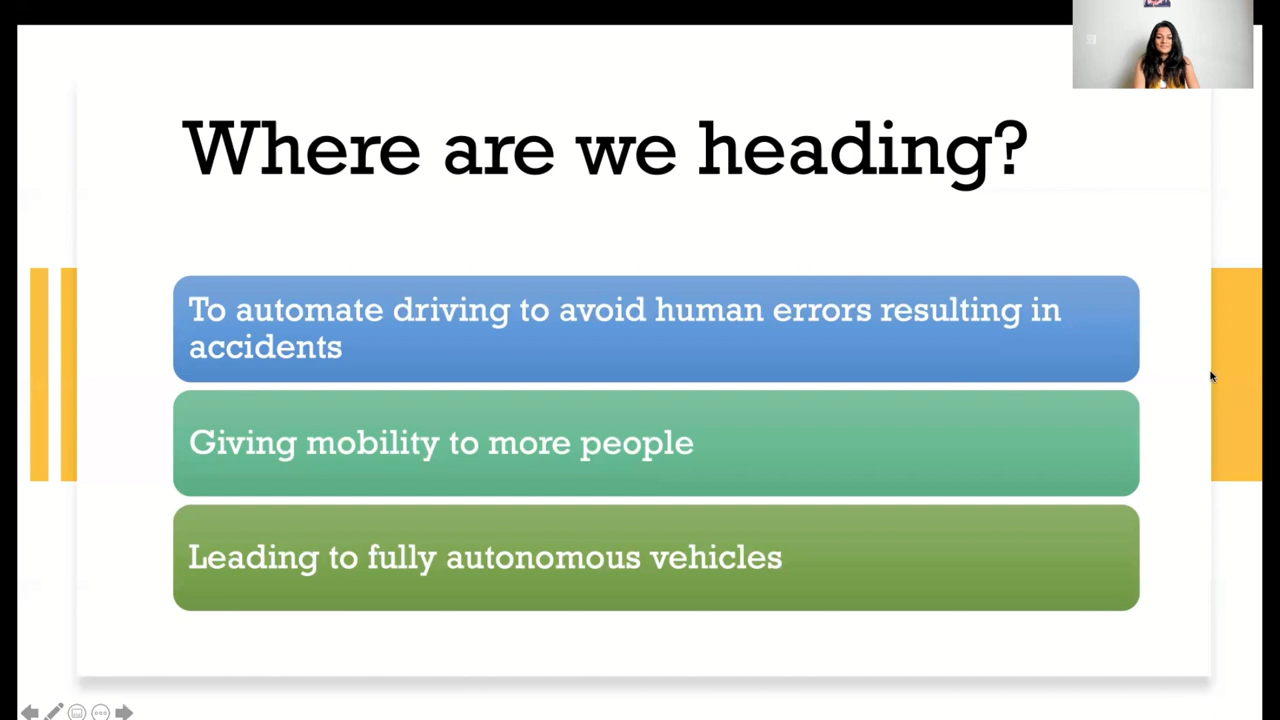 Where are we heading?
To automate driving to avoid human errors resulting in
accidents
Giving mobility to more people
Leading to fully autonomous vehicles